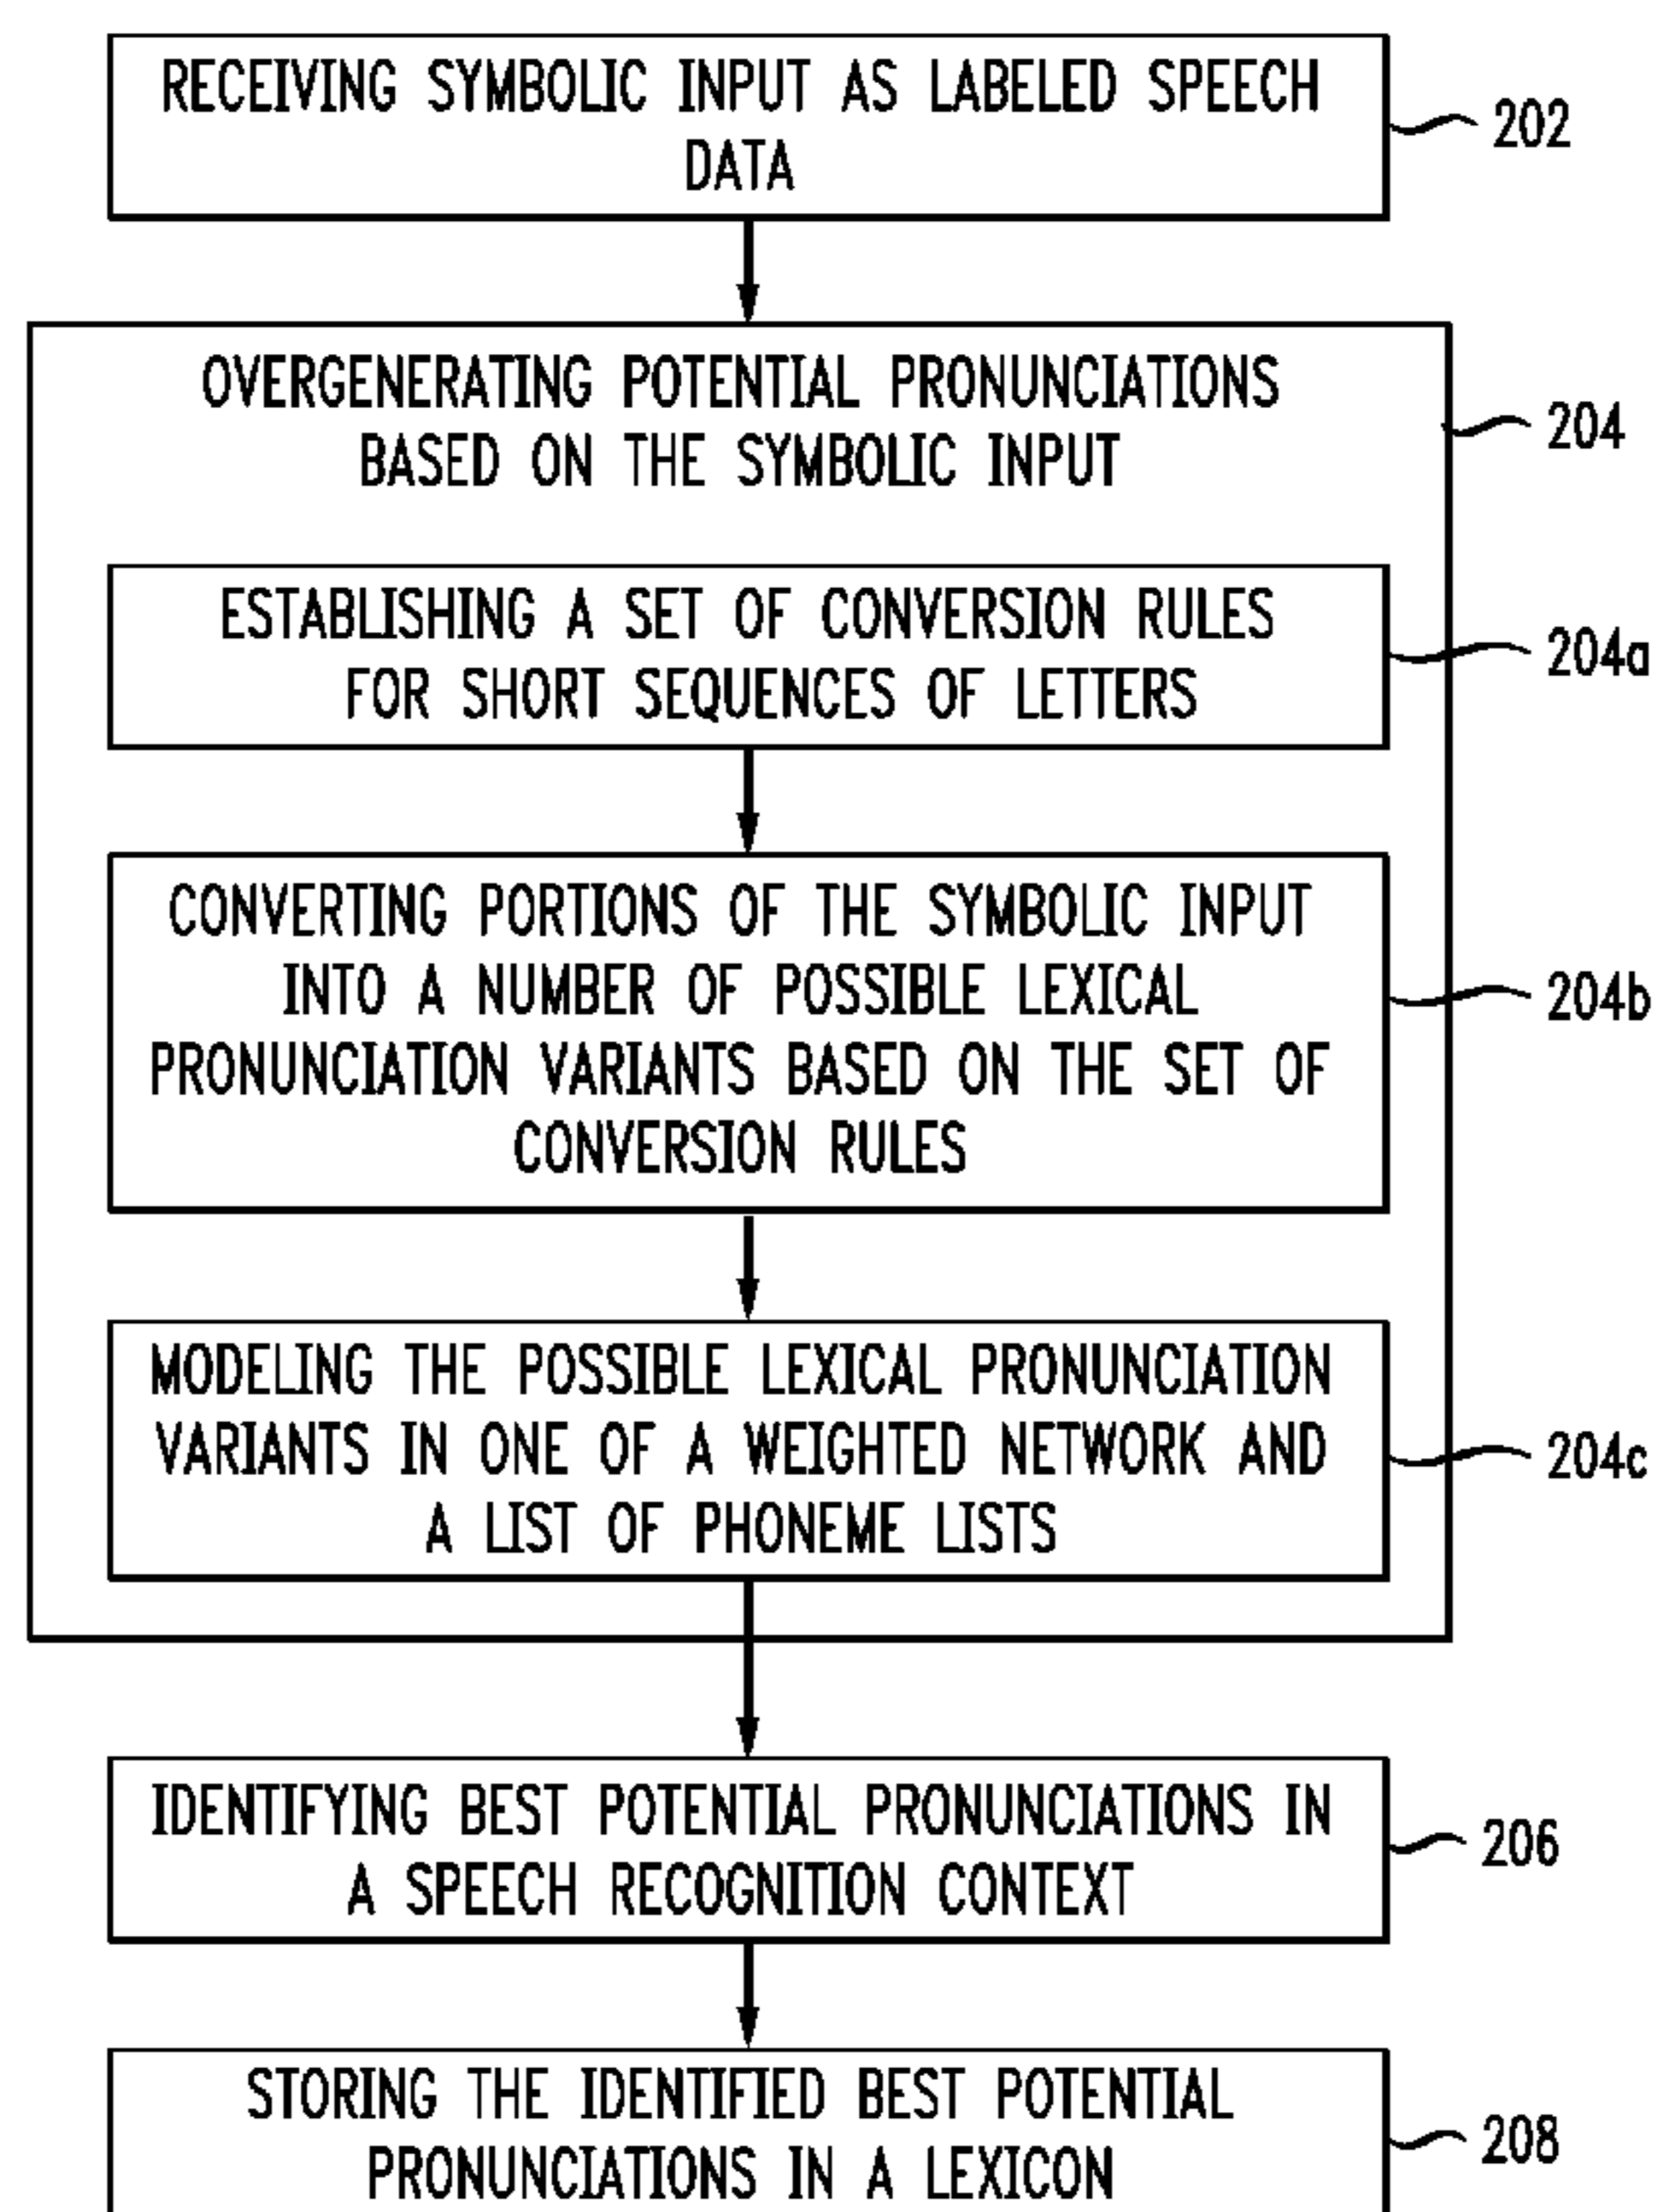 RECEIVING SYMBOLIC INPUT AS LABELED SPEECH
DATA
202
OVERGENERATING POTENTIAL PRONUNCIATIONS
BASED ON THE SYMBOLIC INPUT
204
ESTABLISHING A SET OF CONVERSION RULES
FOR SHORT SEQUENCES OF LETTERS
204a
CONVERTING PORTIONS OF THE SYMBOLIC INPUT
INTO A NUMBER OF POSSIBLE LEXICAL
PRONUNCIATION VARIANTS BASED ON THE SET OF
CONVERSION RULES
204b
MODELING THE POSSIBLE LEXICAL PRONUNCIATION
VARIANTS IN ONE OF A WEIGHTED NETWORK AND
A LIST OF PHONEME LISTS
204c
IDENTIFYING BEST POTENTIAL PRONUNCIATIONS IN
A SPEECH RECOGNITION CONTEXT
206
STORING THE IDENTIFIED BEST POTENTIAL
PRONUNCIATIONS IN A LEXICON
208